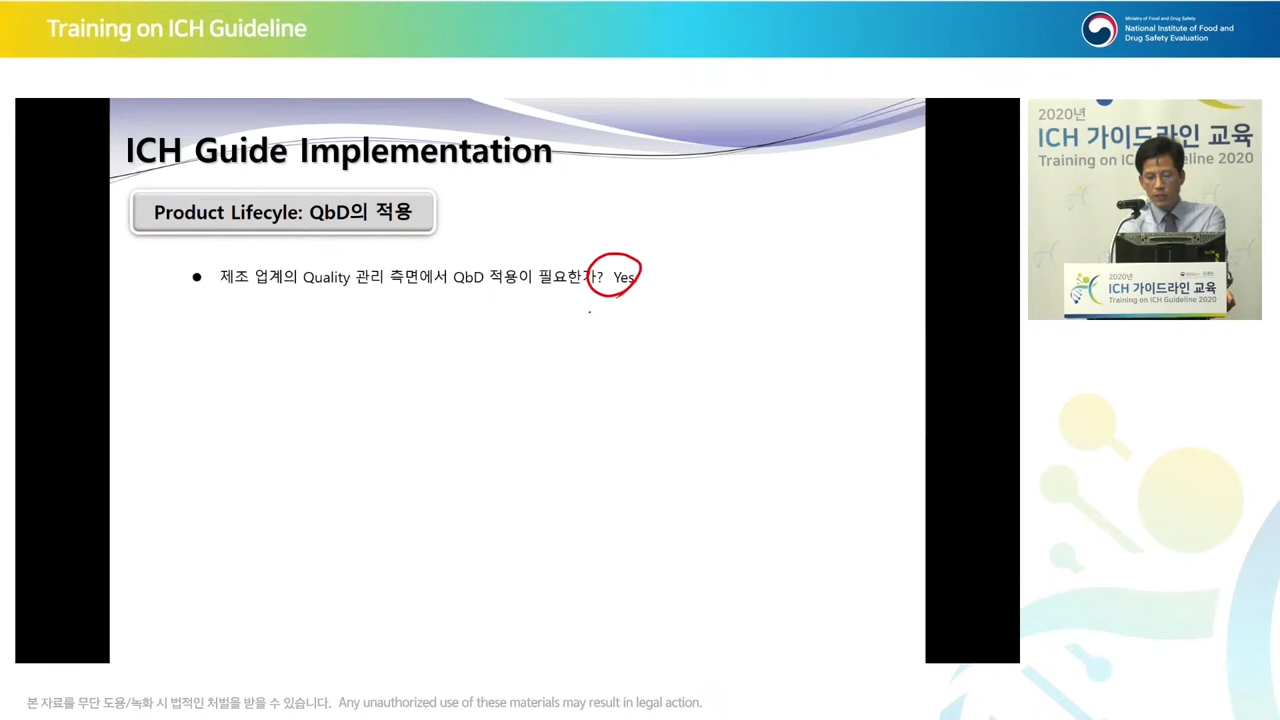 Training on ICH Guideline
Ministry of Food and Drug Safety
National Institute of Food and
Drug Safety Evaluation
ICH Guide Implementation
Product Lifecyle: QbD의 적용
● 제조 업계의 Quality 관리 측면에서 QbD 적용이 필요한가? Yes
2020년
ICH 가이드라인 교육
Training on ICH Guideline 2020
2020년
ICH 가이드라인 교육
Training on ICH Guideline 2020
본 자료를 무단 도용/녹화 시 법적인 처벌을 받을 수 있습니다. Any unauthorized use of these materials may result in legal action.